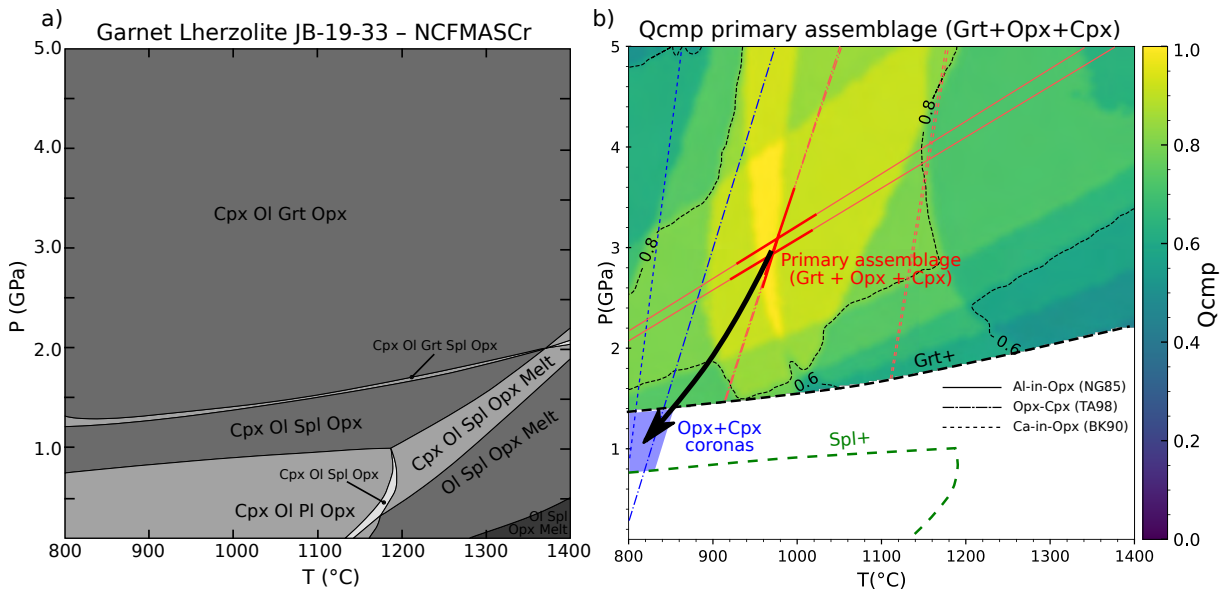 a)
Garnet Lherzolite JB-19-33 – NCFMASCr
5.0
4.0
3.0
2.0
1.0
P (GPa)
Cpx Ol Grt Opx
Cpx Ol Grt Spl Opx
Cpx Ol Spl Opx
Cpx Ol Spl Opx Melt
Ol Spl Opx Melt
Cpx Ol Spl Opx
Cpx Ol Pl Opx
Ol Spl
Opx Melt
800
900
1000
1100
1200
1300
1400
T (°C)
b)
Qcmp primary assemblage (Grt+Opx+Cpx)
5
4
3
2
1
P(GPa)
0.8
0.8
0.6
0.6
Primary assemblage
(Grt + Opx + Cpx)
Grt+
Opx+Cpx
coronas
Spl+
Al-in-Opx (NG85)
Opx-Cpx (TA98)
Ca-in-Opx (BK90)
800
900
1000
1100
1200
1300
1400
T(°C)
1.0
0.8
0.6
0.4
0.2
0.0
Qcmp